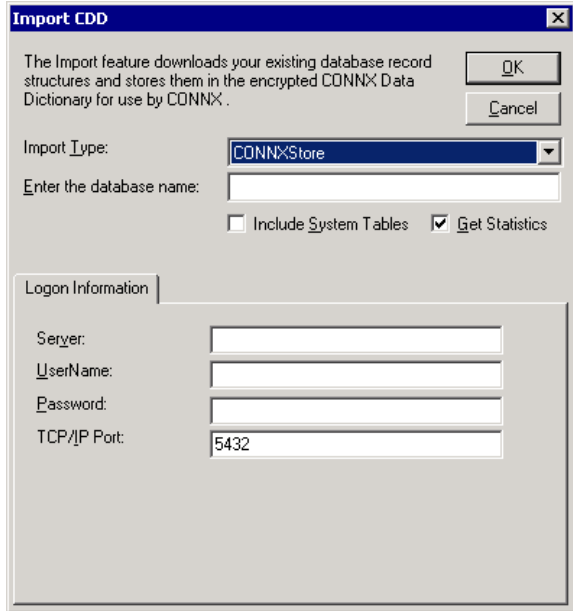 Import CDD
The Import feature downloads your existing database record
structures and stores them in the encrypted CONNX Data
Dictionary for use by CONNX .
OK
Cancel
Import Type:
CONNXStore
Enter the database name:
Include System Tables
Get Statistics
Logon Information
Server:
UserName:
Password:
TCP/IP Port:
5432